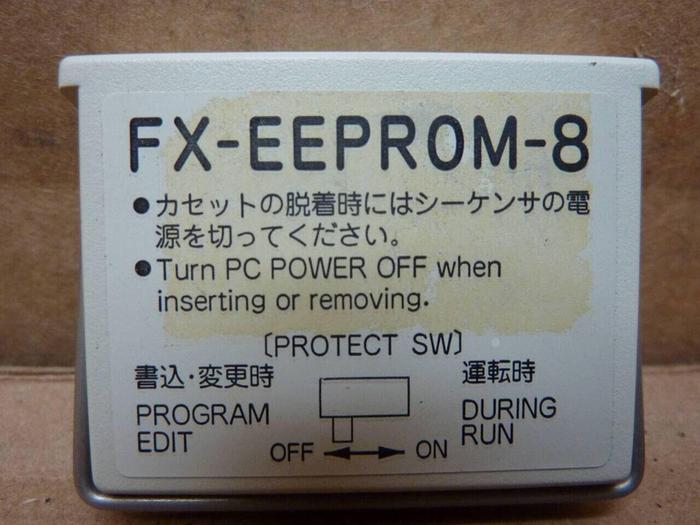 FX-EEPROM-8
●カセットの脱着時にはシーケンサの電
源を切ってください。
●Turn PC POWER OFF when
inserting or removing.
〔PROTECT SW〕
書込・変更時 運転時
PROGRAM DURING
EDIT RUN
OFF ↔ ON